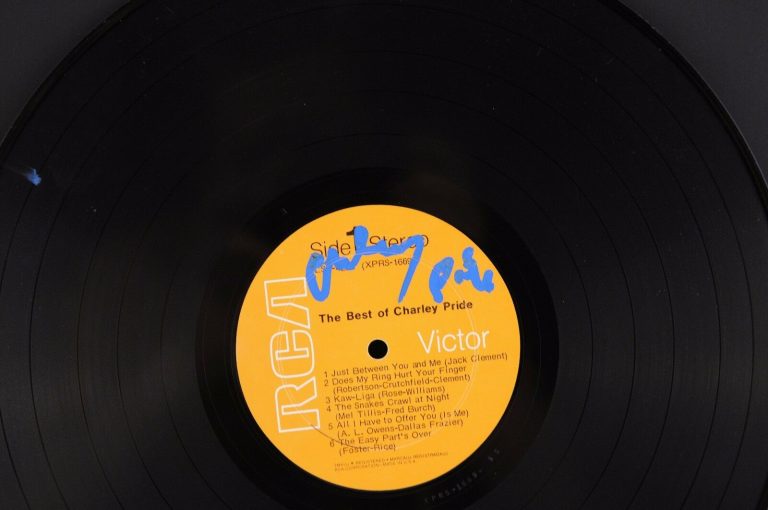 Side 1 Stereo
(XPRS-1669)
Charley Pride
The Best of Charley Pride
RCA
Victor
1 Just Between You and Me (Jack Clement)
2 Does My Ring Hurt Your Finger
(Robertson-Crutchfield-Clement)
3 Kaw-Liga (Rose-Williams)
4 The Snakes Crawl at Night
(Mel Tillis-Fred Burch)
5 All I Have to Offer You (Is Me)
(A. L. Owens-Dallas Frazier)
6 The Easy Part's Over
(Foster-Rice)